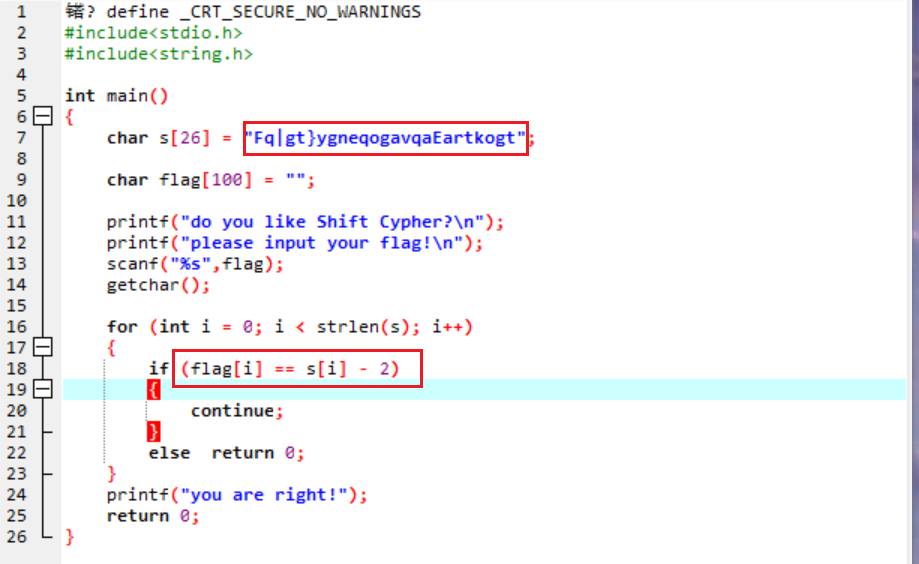 1 锘? define _CRT_SECURE_NO_WARNINGS
2 #include<stdio.h>
3 #include<string.h>
4
5 int main()
6 {
7 char s[26] = "Fq|gt}ygneqogavqaEartkogt";
8
9 char flag[100] = "";
10
11 printf("do you like Shift Cypher?\n");
12 printf("please input your flag!\n");
13 scanf("%s",flag);
14 getchar();
15
16 for (int i = 0; i < strlen(s); i++)
17 {
18 if (flag[i] == s[i] - 2)
19 {
20 continue;
21 }
22 else return 0;
23 }
24 printf("you are right!");
25 return 0;
26 }